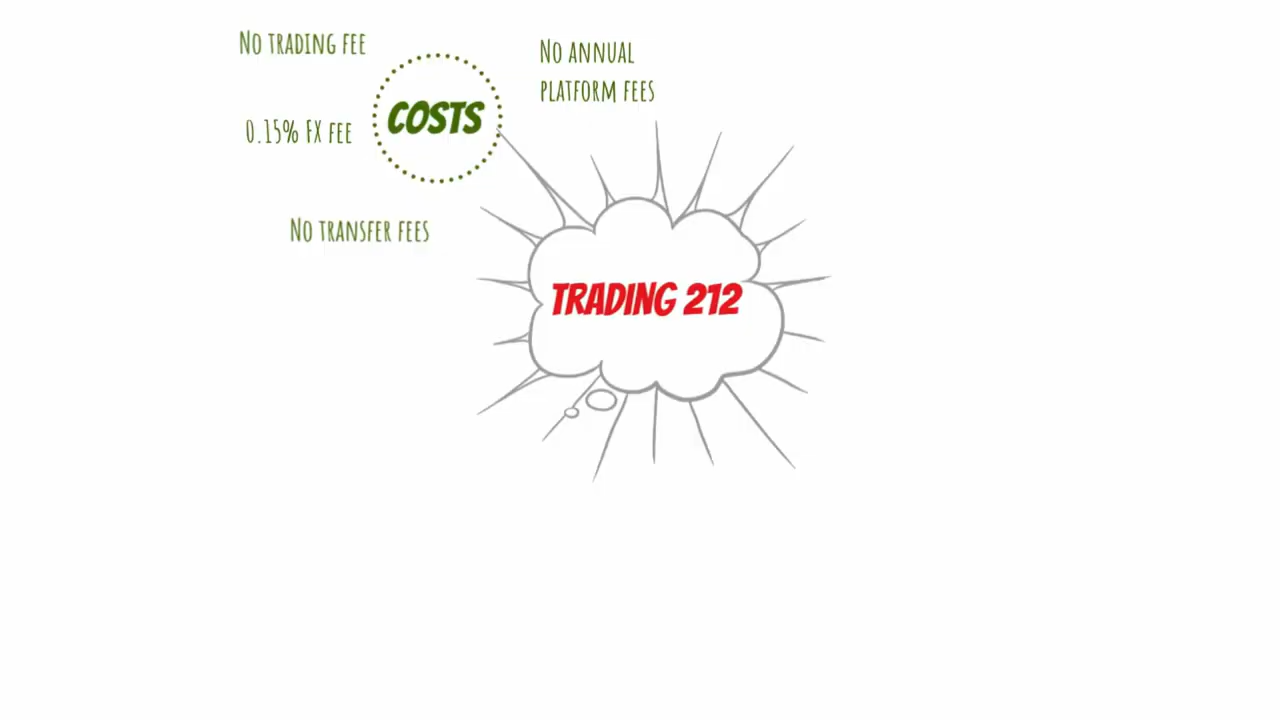 No trading fee
No annual
platform fees
COSTS
0.15% FX fee
No transfer fees
TRADING 212